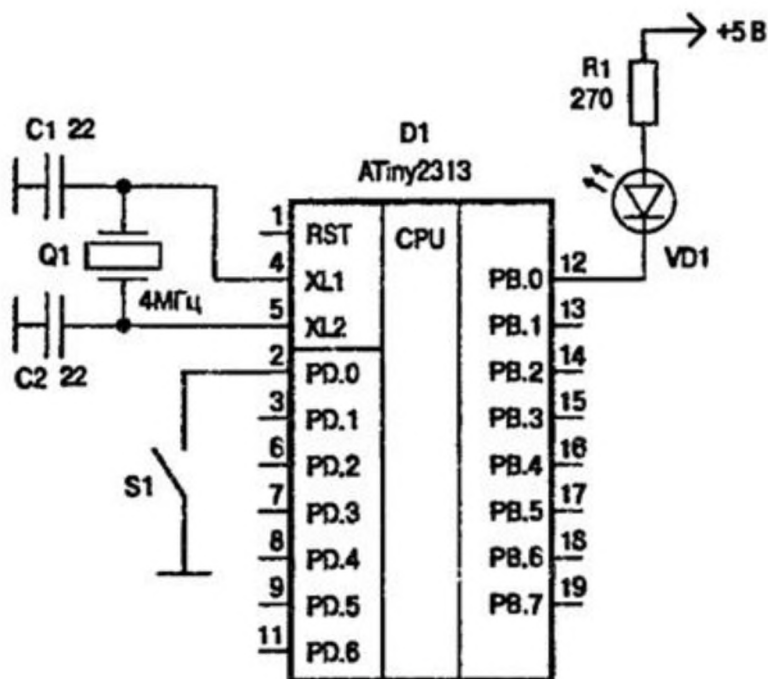 +5 В
R1
270
C1 22
D1
ATiny2313
VD1
Q1
4МГц
C2 22
S1
CPU
1 RST
4 XL1
5 XL2
2 PD.0
3 PD.1
6 PD.2
7 PD.3
8 PD.4
9 PD.5
11 PD.6
PB.0 12
PB.1 13
PB.2 14
PB.3 15
PB.4 16
PB.5 17
PB.6 18
PB.7 19